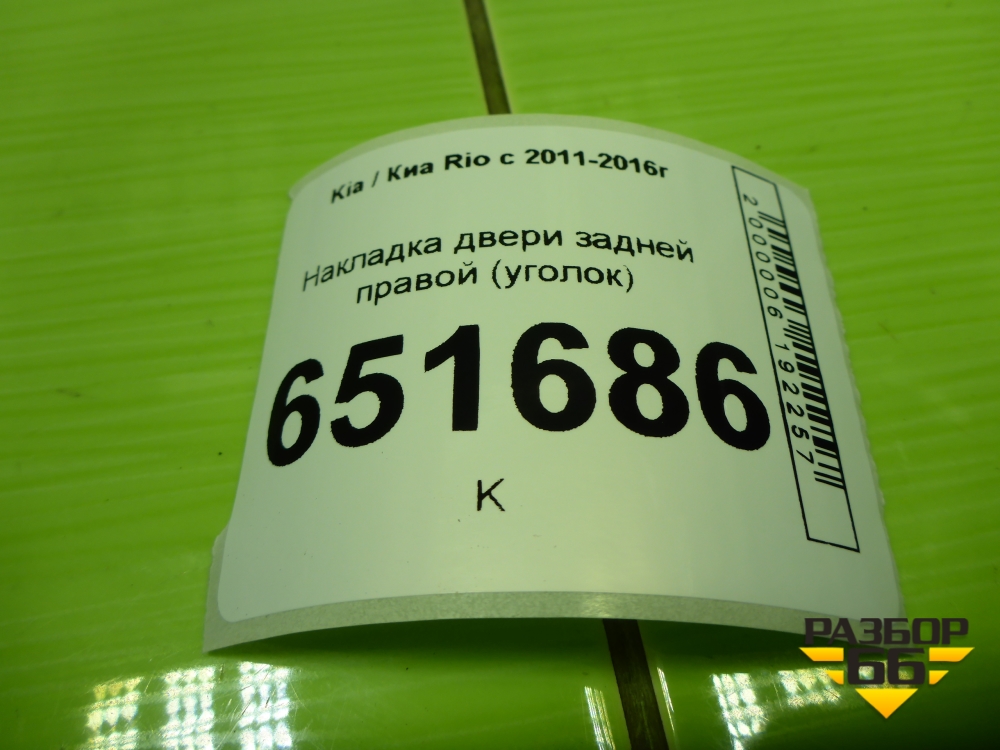 Kia / Киа Rio с 2011-2016г
Накладка двери задней
правой (уголок)
651686
К
2000006192257
РАЗБОР
66